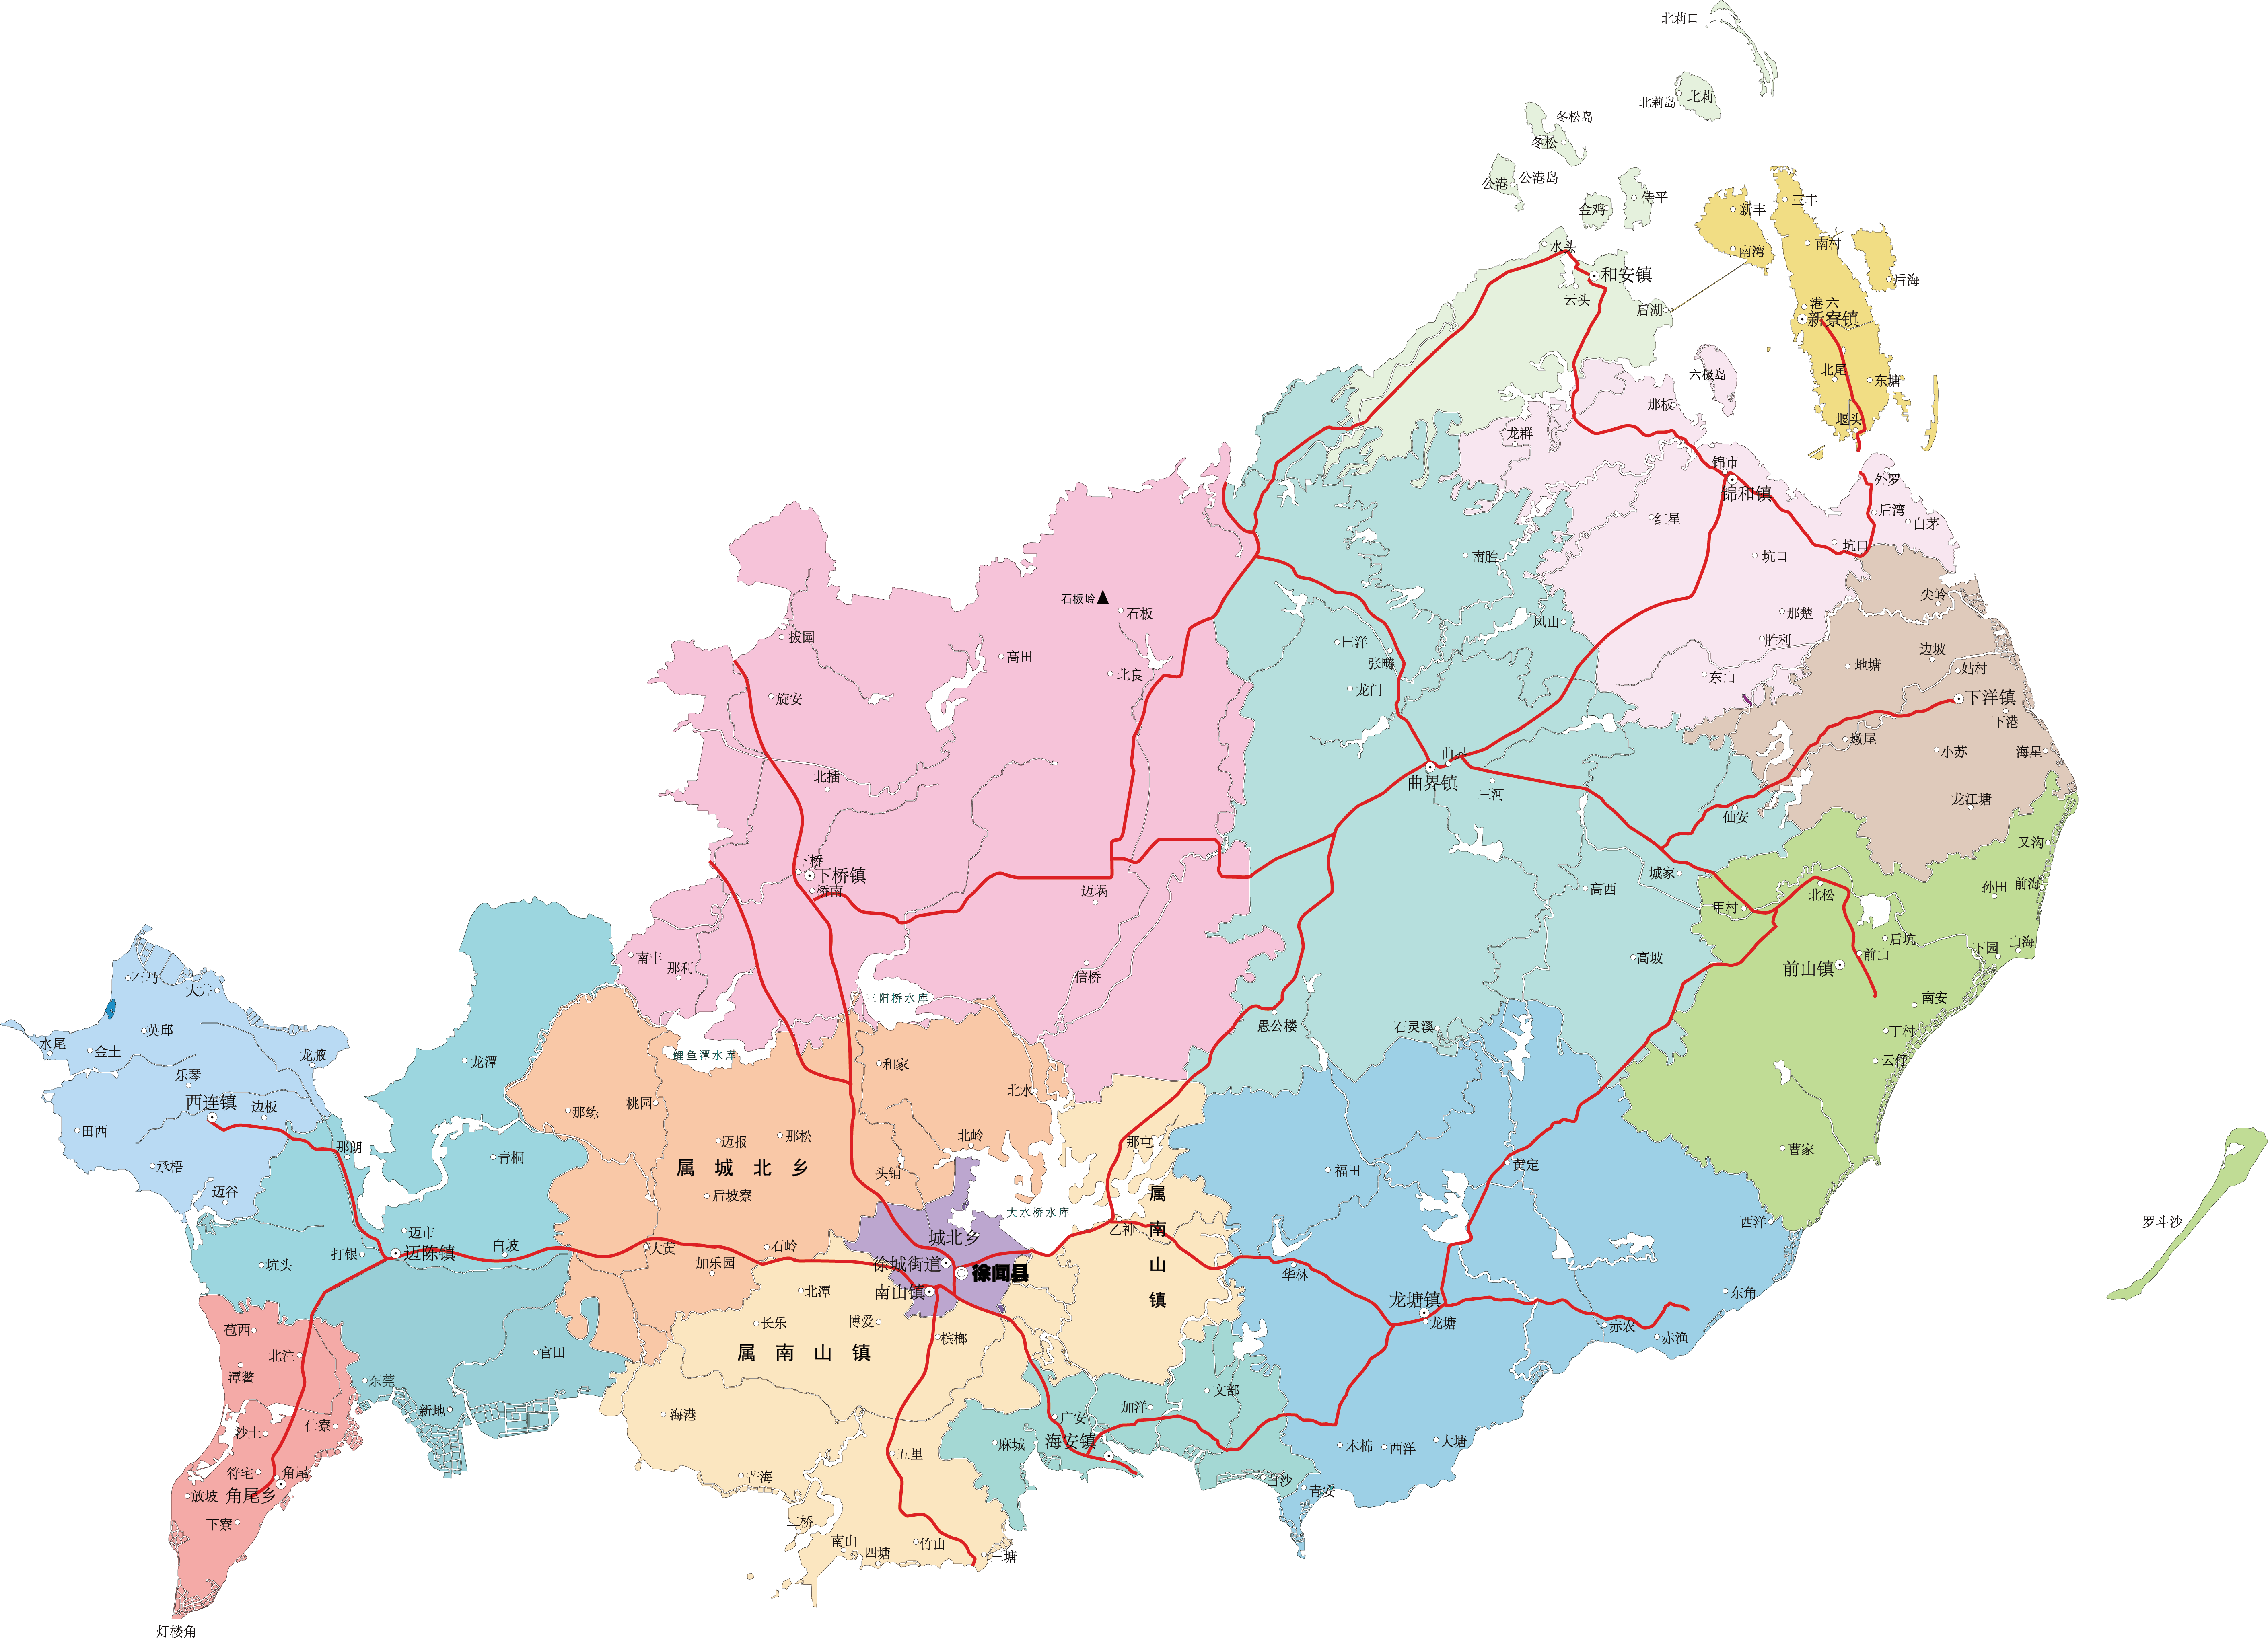 北莉口
北莉岛
北莉
冬松岛
冬松
公港
公港岛
金鸡
侍平
水头
和安镇
云头
后湖
新丰
南湾
三丰
南村
后海
港六
新寮镇
北尾
东塘
堰头
六极岛
那板
龙群
锦市
锦和镇
外罗
后湾
白茅
红星
坑口
坑口
南胜
尖岭
石板岭
石板
那楚
凤山
拔园
田洋
胜利
边坡
高田
张畴
地塘
姑村
北良
东山
龙门
旋安
下洋镇
下港
墩尾
小苏
海星
曲界
北插
曲界镇
三河
龙江塘
仙安
又沟
下桥
下桥镇
桥南
迈埚
城家
高西
北松
孙田
前海
甲村
后坑
山海
下园
南丰
那利
信桥
高坡
前山
前山镇
石马
大井
三阳桥水库
南安
愚公楼
石灵溪
英邱
丁村
水尾
金土
龙腋
鲤鱼潭水库
龙潭
和家
云仔
乐琴
北水
西连镇
边板
那练
桃园
田西
迈报
那松
北岭
那屯
那朗
曹家
青桐
属城北乡
承梧
头铺
福田
黄定
迈谷
后坡寮
属南山镇
大水桥水库
西洋
罗斗沙
迈市
乙神
城北乡
打银
迈陈镇
白坡
大黄
石岭
坑头
加乐园
徐城街道
徐闻县
华林
南山镇
北潭
东角
龙塘镇
龙塘
苞西
长乐
博爱
槟榔
赤农
赤渔
北注
官田
属南山镇
潭鳌
东莞
文部
新地
海港
加洋
广安
仕寮
沙土
麻城
海安镇
木棉
西洋
大塘
五里
符宅
角尾
芒海
白沙
青安
放坡
角尾乡
下寮
二桥
南山
四塘
竹山
三塘
灯楼角